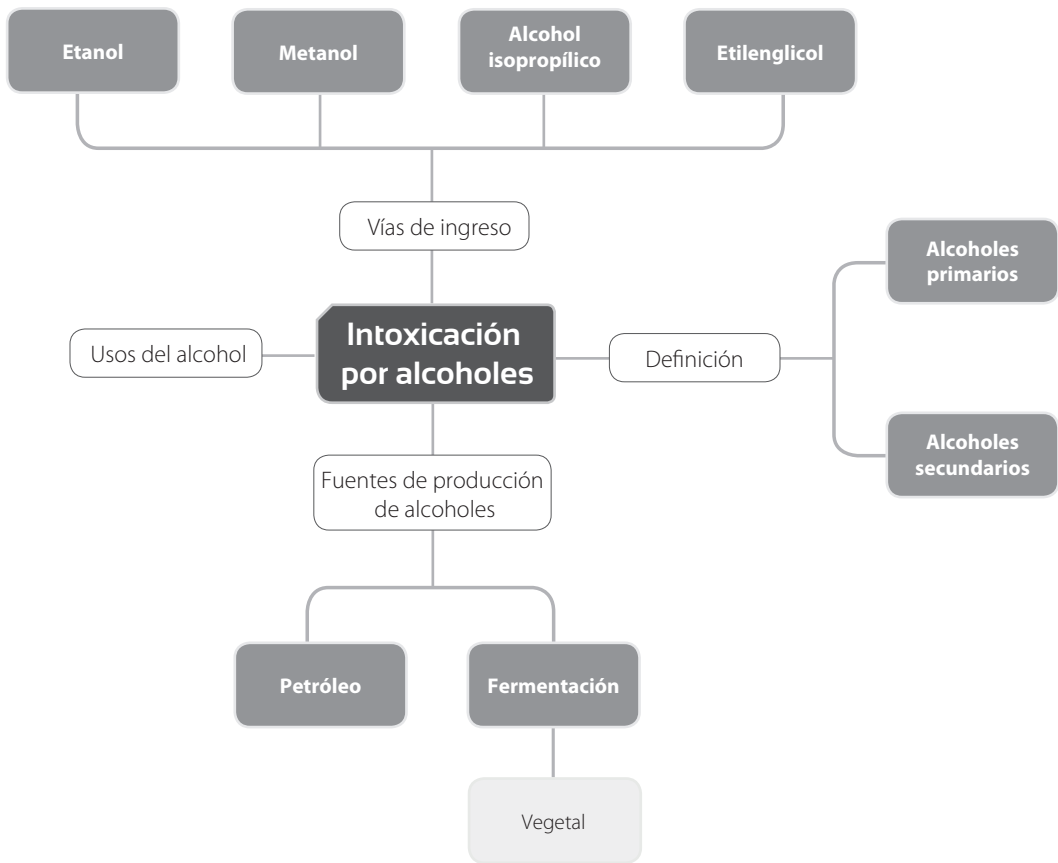 Etanol
Metanol
Alcohol
isopropílico
Etilenglicol
Vías de ingreso
Alcoholes
primarios
Usos del alcohol
Intoxicación
por alcoholes
Definición
Alcoholes
secundarios
Fuentes de producción
de alcoholes
Petróleo
Fermentación
Vegetal